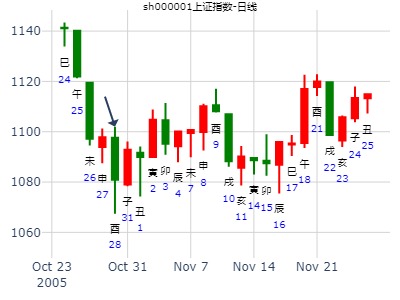 sh000001上证指数-日线
1140
1120
1100
1080
1060
巳
24
午
25
未
26
申
27
酉
28
子
31
丑
1
寅
2
卯
3
辰
4
未
7
申
8
酉
9
戌
10
亥
11
寅
14
卯
15
辰
16
巳
17
午
18
酉
21
戌
22
亥
23
子
24
丑
25
Oct 23
2005
Oct 31
Nov 7
Nov 14
Nov 21